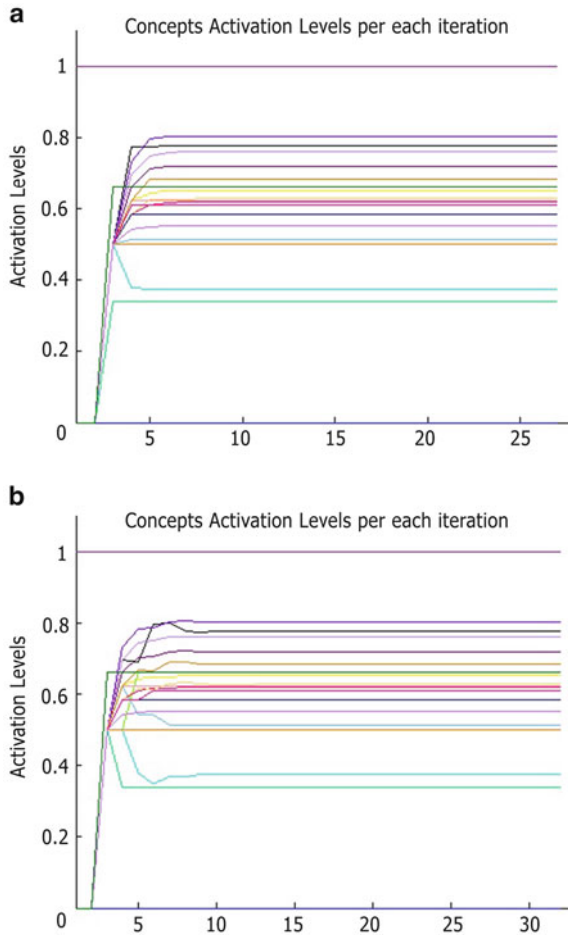 a
Concepts Activation Levels per each iteration
1
0.8
0.6
0.4
0.2
0
Activation Levels
5 10 15 20 25
b
Concepts Activation Levels per each iteration
1
0.8
0.6
0.4
0.2
0
Activation Levels
5 10 15 20 25 30